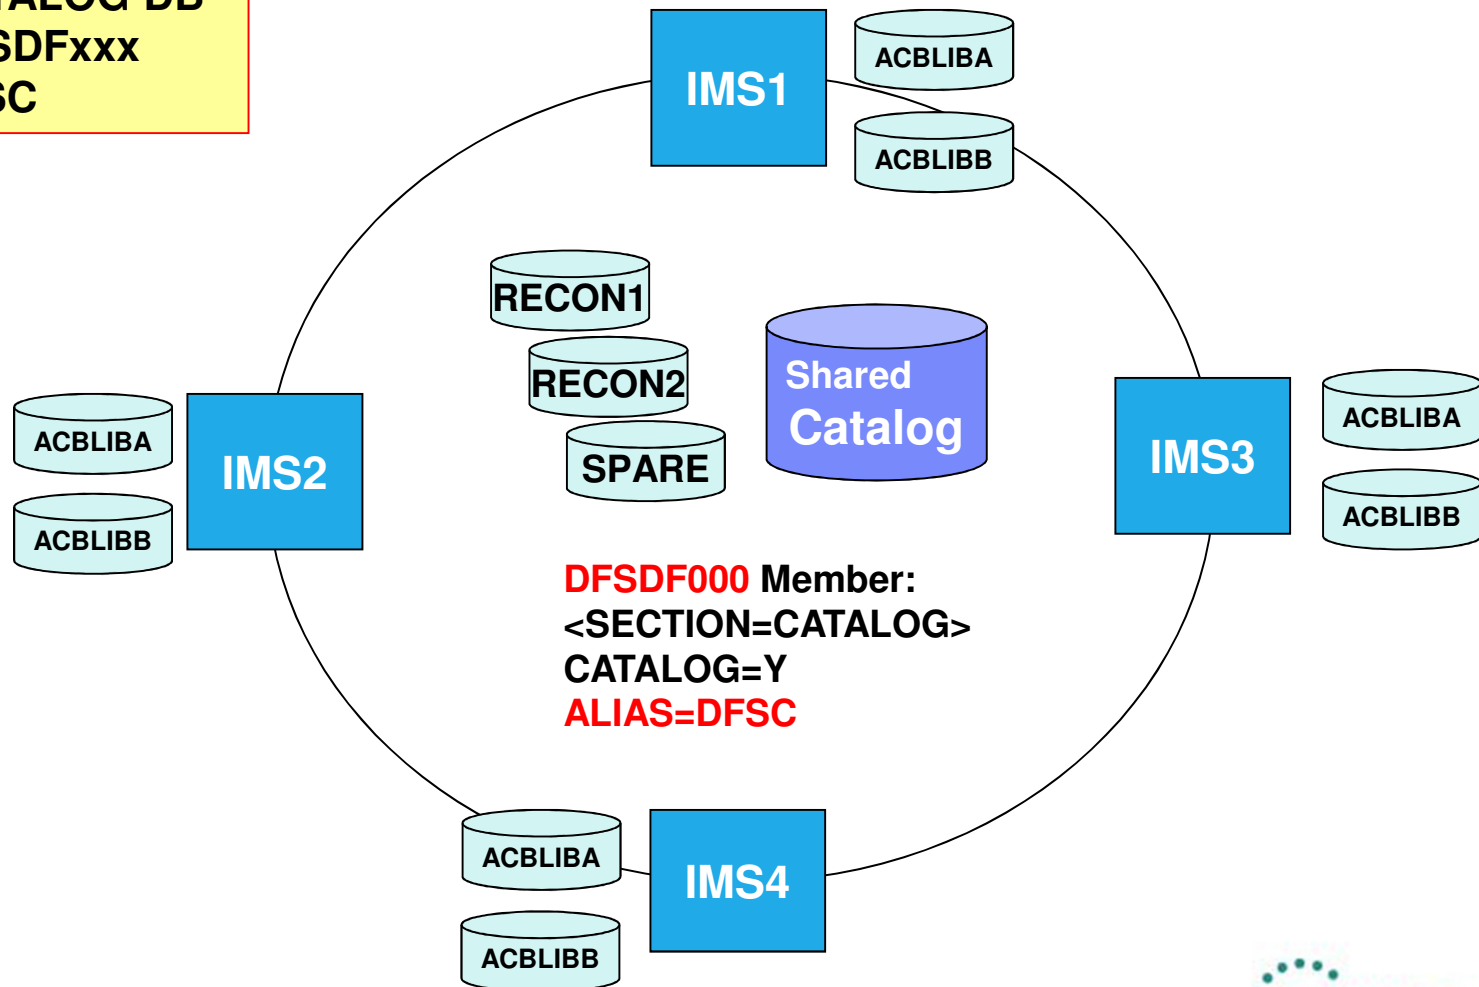 DB
IMS1
ACBLIBA
ACBLIBB
RECON1
RECON2
SPARE
Shared
Catalog
ACBLIBA
ACBLIBB
IMS2
IMS3
ACBLIBA
ACBLIBB
DFSDF000 Member:
<SECTION=CATALOG>
CATALOG=Y
ALIAS=DFSC
ACBLIBA
ACBLIBB
IMS4